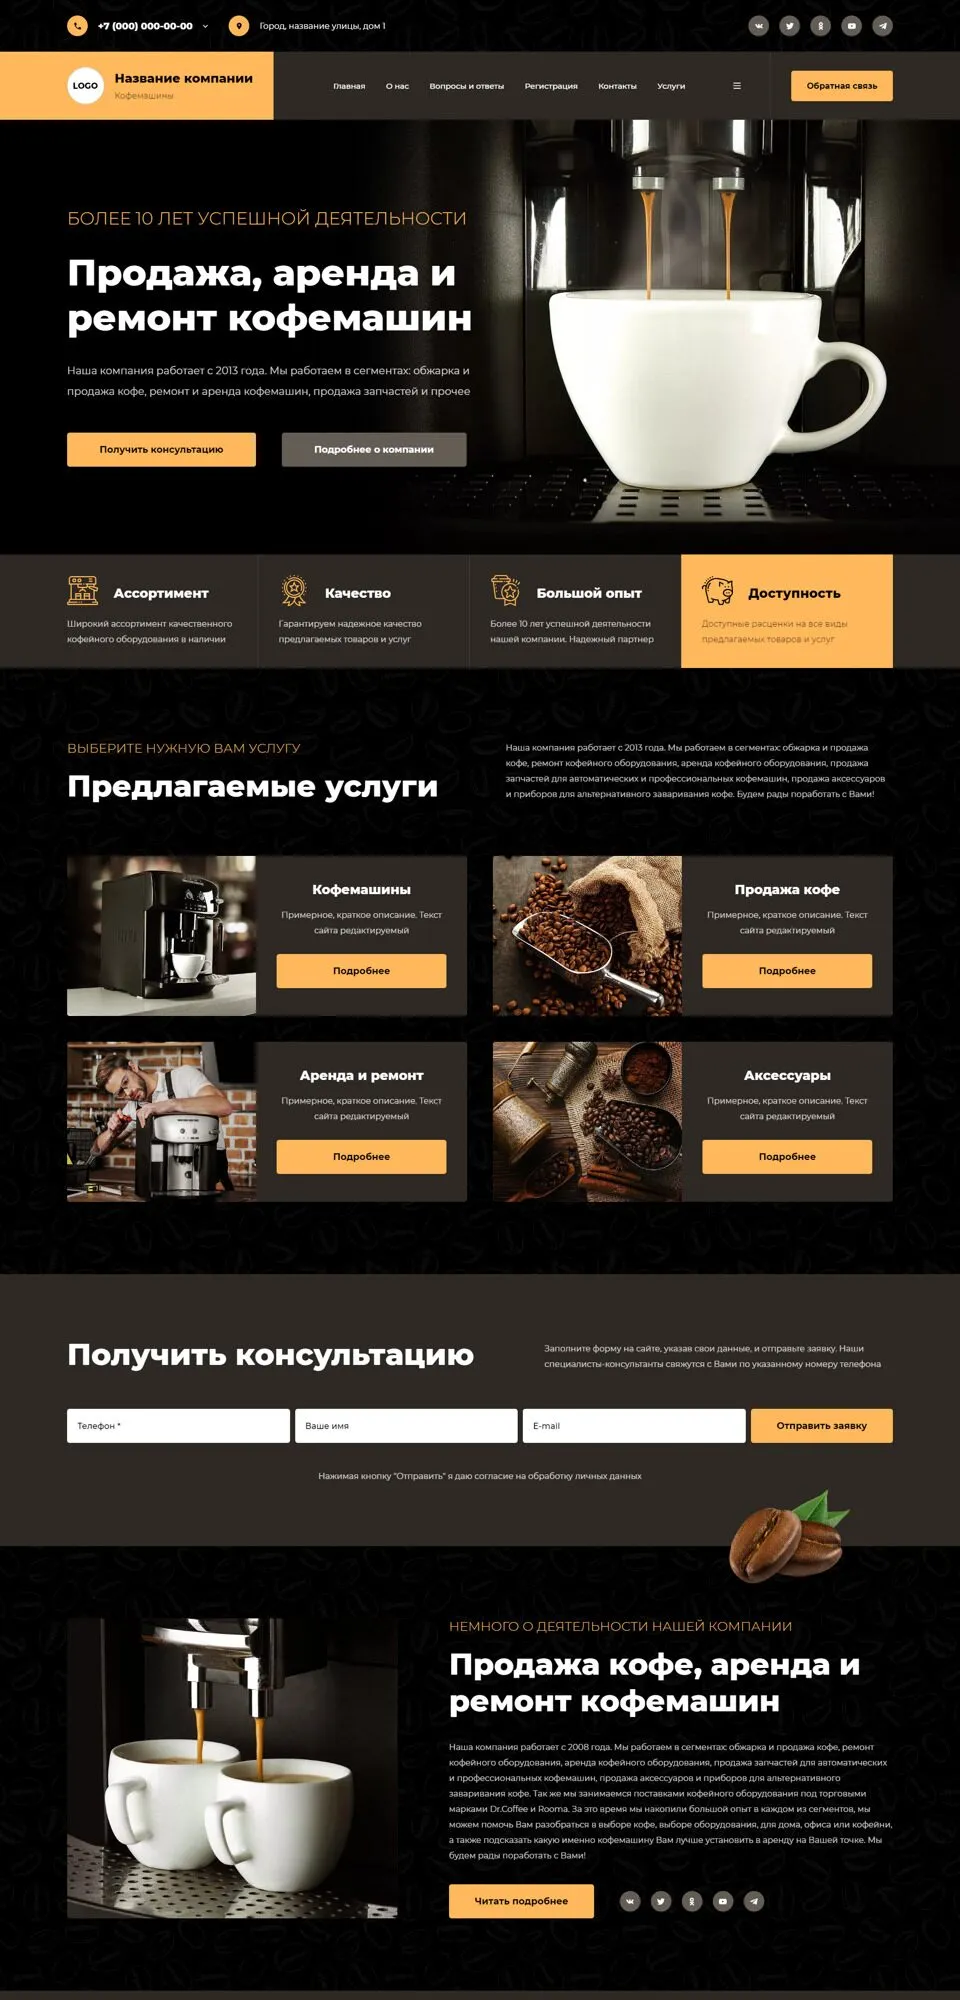 +7 (000) 000-00-00
Город, название улицы, дом 1
LOGO
Название компании
Кофемашины
Главная
О нас
Вопросы и ответы
Регистрация
Контакты
Услуги
Обратная связь
БОЛЕЕ 10 ЛЕТ УСПЕШНОЙ ДЕЯТЕЛЬНОСТИ
Продажа, аренда и
ремонт кофемашин
Наша компания работает с 2013 года. Мы работаем в сегментах: обжарка и
продажа кофе, ремонт и аренда кофемашин, продажа запчастей и прочее
Получить консультацию
Подробнее о компании
Ассортимент
Широкий ассортимент качественного
кофейного оборудования в наличии
Качество
Гарантируем надежное качество
предлагаемых товаров и услуг
Большой опыт
Более 10 лет успешной деятельности
нашей компании. Надежный партнер
Доступность
Доступные расценки на все виды
предлагаемых товаров и услуг
ВЫБЕРИТЕ НУЖНУЮ ВАМ УСЛУГУ
Предлагаемые услуги
Наша компания работает с 2013 года. Мы работаем в сегментах: обжарка и продажа
кофе, ремонт кофейного оборудования, аренда кофейного оборудования, продажа
запчастей для автоматических и профессиональных кофемашин, продажа аксессуаров
и приборов для альтернативного заваривания кофе. Будем рады поработать с Вами!
Кофемашины
Примерное, краткое описание. Текст
сайта редактируемый
Подробнее
Продажа кофе
Примерное, краткое описание. Текст
сайта редактируемый
Подробнее
Аренда и ремонт
Примерное, краткое описание. Текст
сайта редактируемый
Подробнее
Аксессуары
Примерное, краткое описание. Текст
сайта редактируемый
Подробнее
Получить консультацию
Заполните форму на сайте, указав свои данные, и отправьте заявку. Наши
специалисты-консультанты свяжутся с Вами по указанному номеру телефона
Телефон *
Ваше имя
E-mail
Отправить заявку
Нажимая кнопку "Отправить" я даю согласие на обработку личных данных
НЕМНОГО О ДЕЯТЕЛЬНОСТИ НАШЕЙ КОМПАНИИ
Продажа кофе, аренда и
ремонт кофемашин
Наша компания работает с 2008 года. Мы работаем в сегментах: обжарка и продажа кофе, ремонт
кофейного оборудования, аренда кофейного оборудования, продажа запчастей для автоматических
и профессиональных кофемашин, продажа аксессуаров и приборов для альтернативного
заваривания кофе. Так же мы занимаемся поставками кофейного оборудования под торговыми
марками Dr.Coffee и Rooma. За это время мы накопили большой опыт в каждом из сегментов, мы
можем помочь Вам разобраться в выборе кофе, выборе оборудования, для дома, офиса или кофейни,
а также подсказать какую именно кофемашину Вам лучше установить в аренду на Вашей точке. Мы
будем рады поработать с Вами!
Читать подробнее